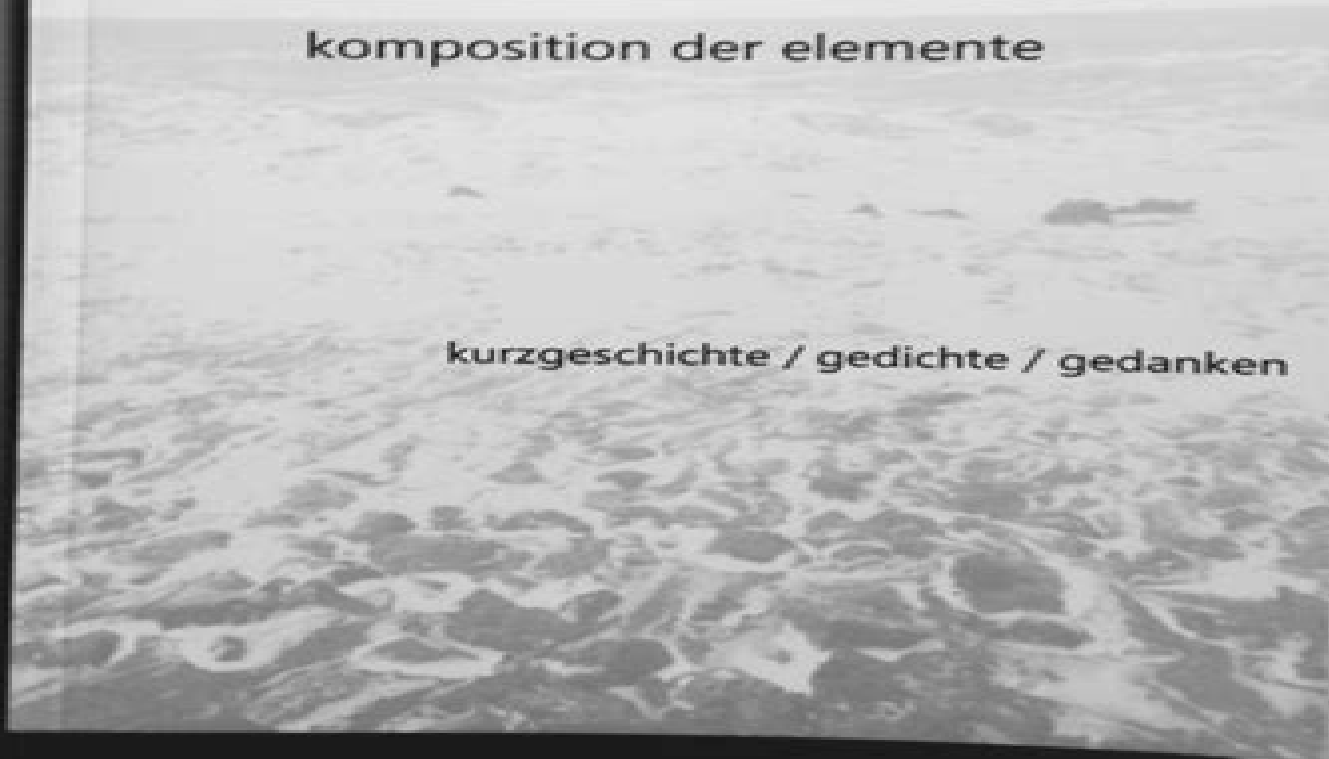 komposition der elemente
kurzgeschichte / gedichte / gedanken